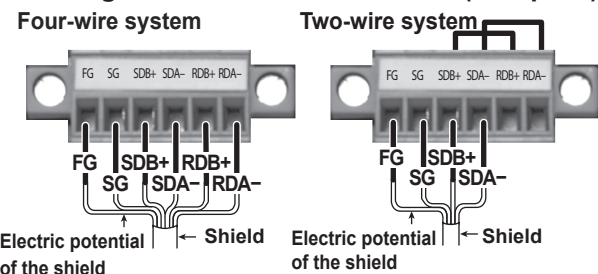 Four-wire system
Two-wire system
FG SG SDB+ SDA− RDB+ RDA−
FG SG SDB+ SDA− RDB+ RDA−
FG SDB+ RDB+
SG SDA− RDA−
FG SDB+
SG SDA−
Electric potential
of the shield
Shield
Electric potential
of the shield
Shield